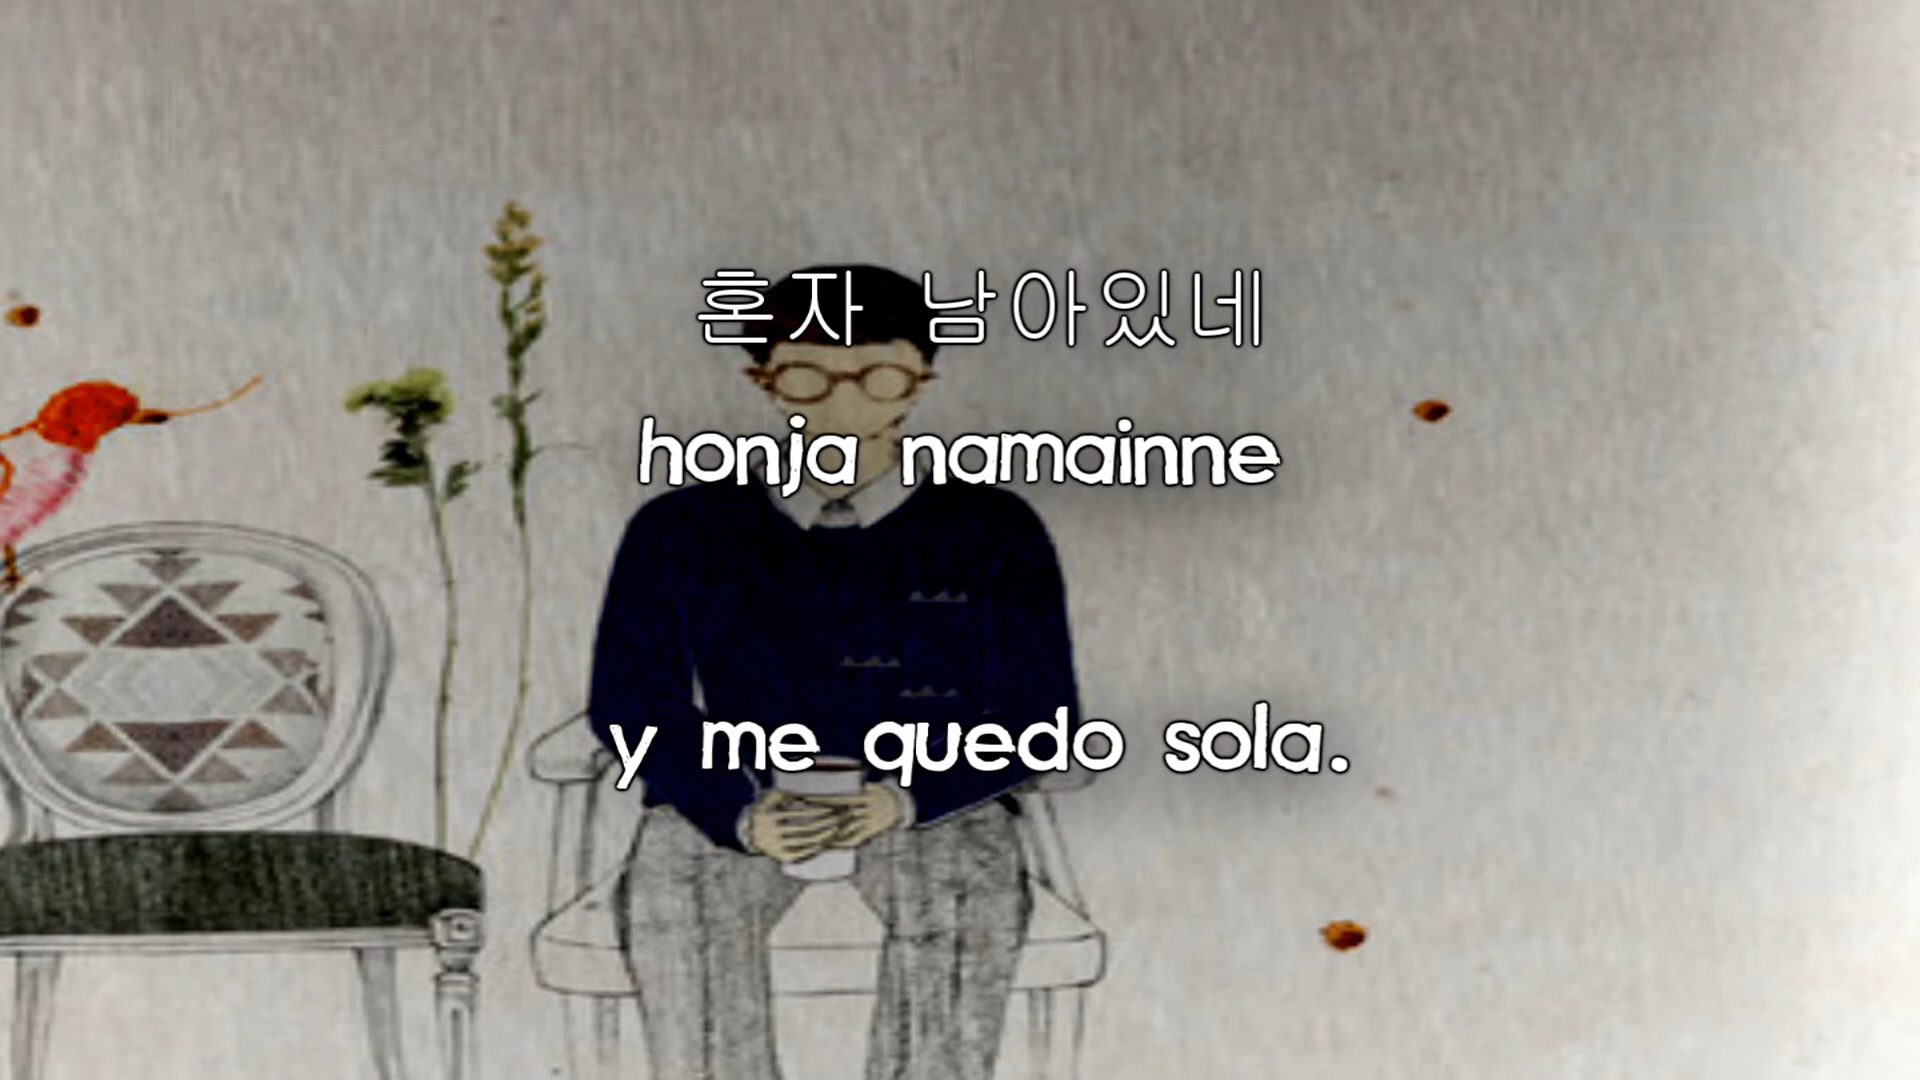 혼자 남아있네
honja namainne
y me quedo sola.